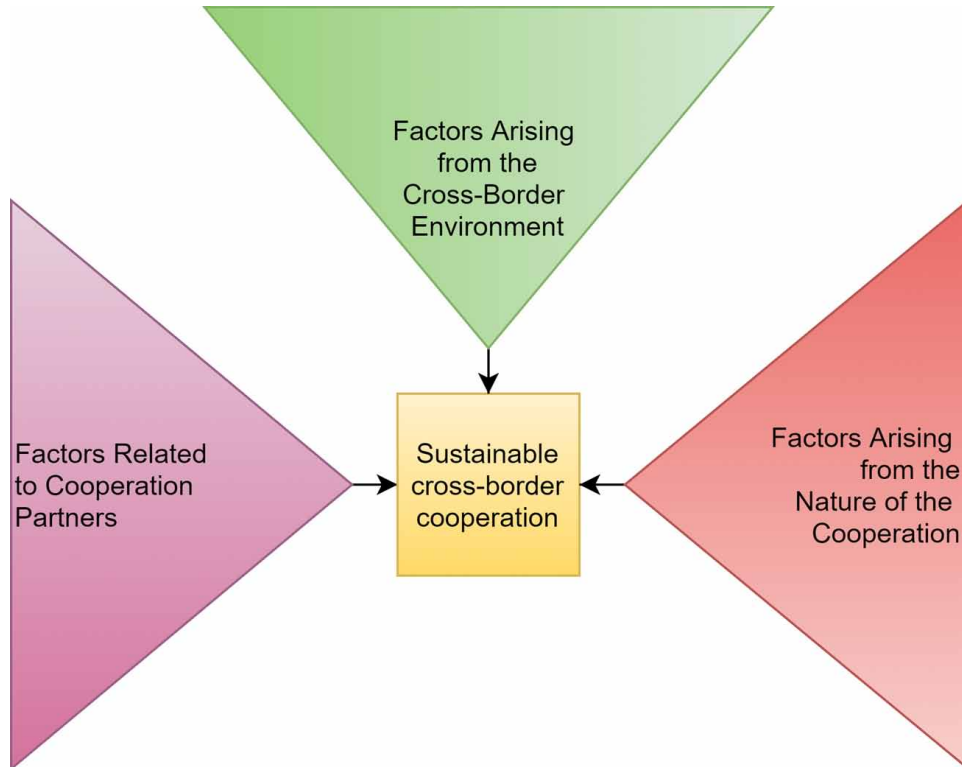 Factors Arising
from the
Cross-Border
Environment
Factors Related
to Cooperation
Partners
Sustainable
cross-border
cooperation
Factors Arising
from the
Nature of the
Cooperation